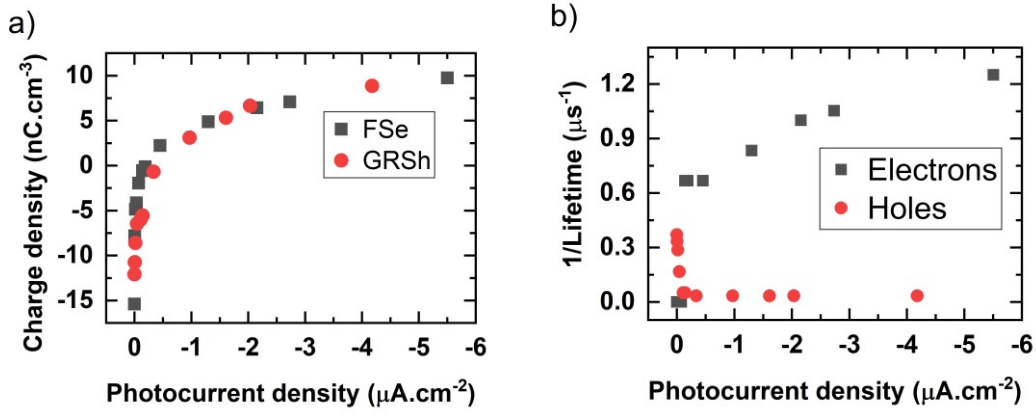 a)
10
5
0
-5
-10
-15
Charge density (nC.cm-3)
FSe
GRSh
0 -1 -2 -3 -4 -5 -6
Photocurrent density (μA.cm-2)
b)
1.2
0.9
0.6
0.3
0.0
1/Lifetime (μs-1)
Electrons
Holes
0 -1 -2 -3 -4 -5 -6
Photocurrent density (μA.cm-2)